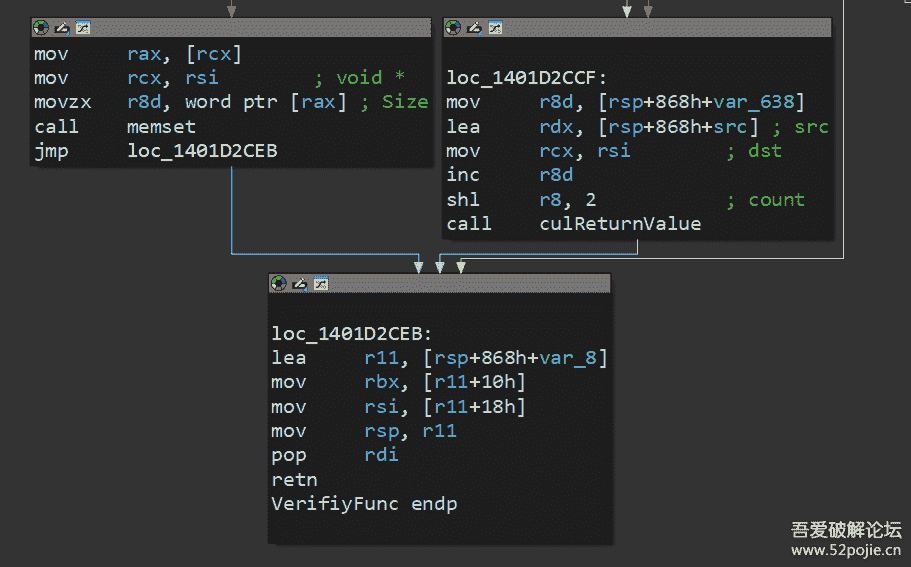 mov rax, [rcx]
mov rcx, rsi ; void *
movzx r8d, word ptr [rax] ; Size
call memset
jmp loc_1401D2CEB
loc_1401D2CCF:
mov r8d, [rsp+868h+var_638]
lea rdx, [rsp+868h+src] ; src
mov rcx, rsi ; dst
inc r8d
shl r8, 2 ; count
call culReturnValue
loc_1401D2CEB:
lea r11, [rsp+868h+var_8]
mov rbx, [r11+10h]
mov rsi, [r11+18h]
mov rsp, r11
pop rdi
retn
VerifiyFunc endp
吾爱破解论坛
www.52pojie.cn